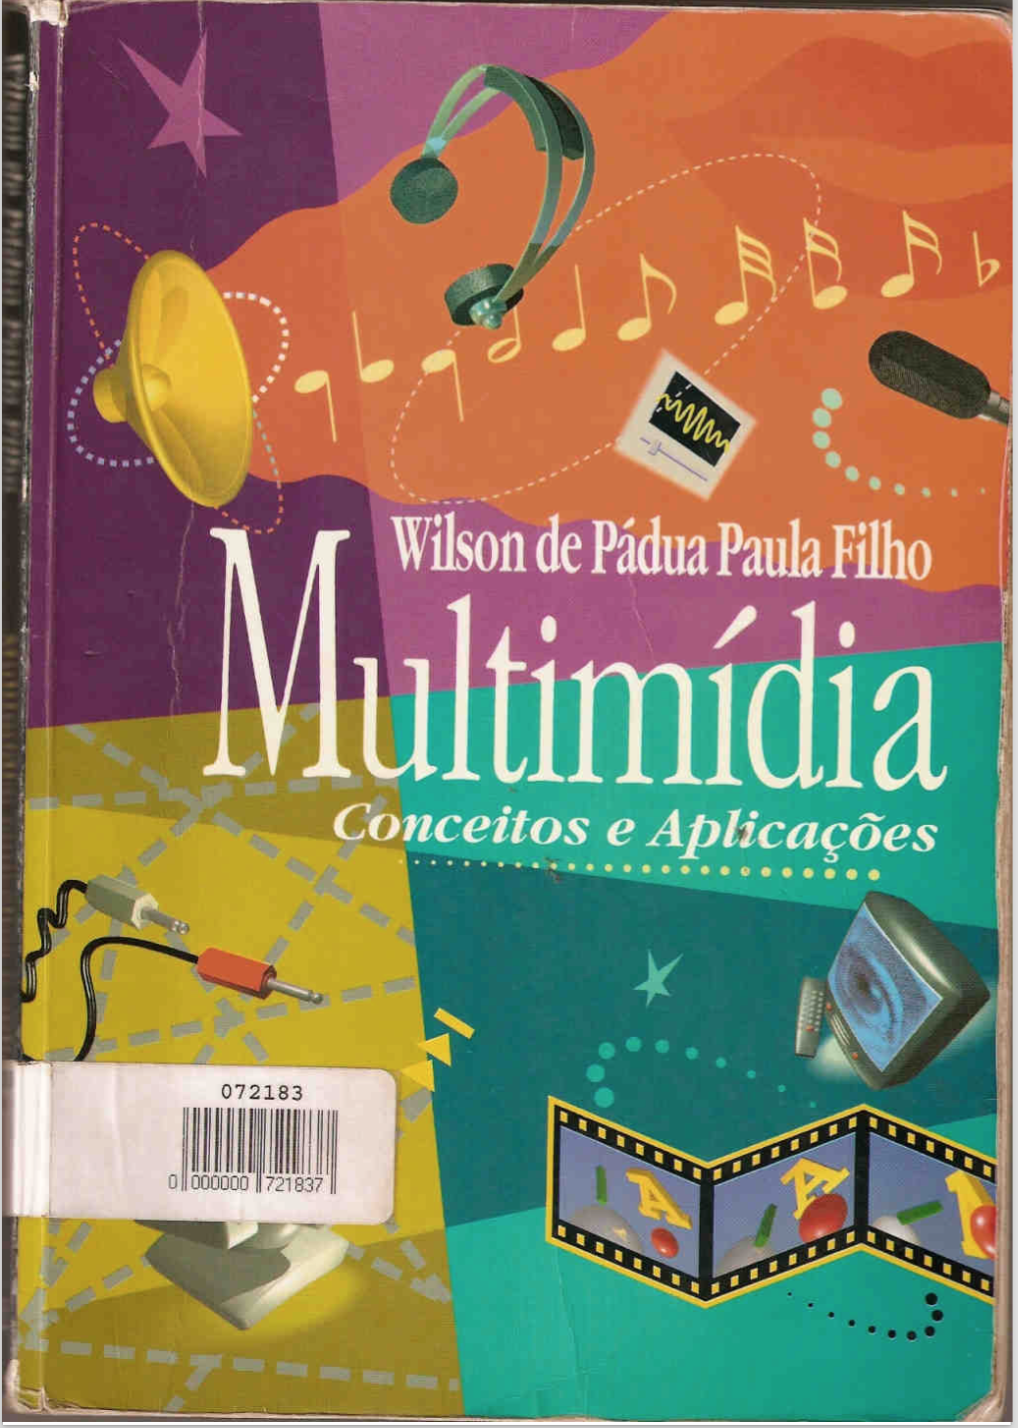 Wilson de Pádua Paula Filho
Multimídia
Conceitos e Aplicações
072183
0 000000 721837
A
A